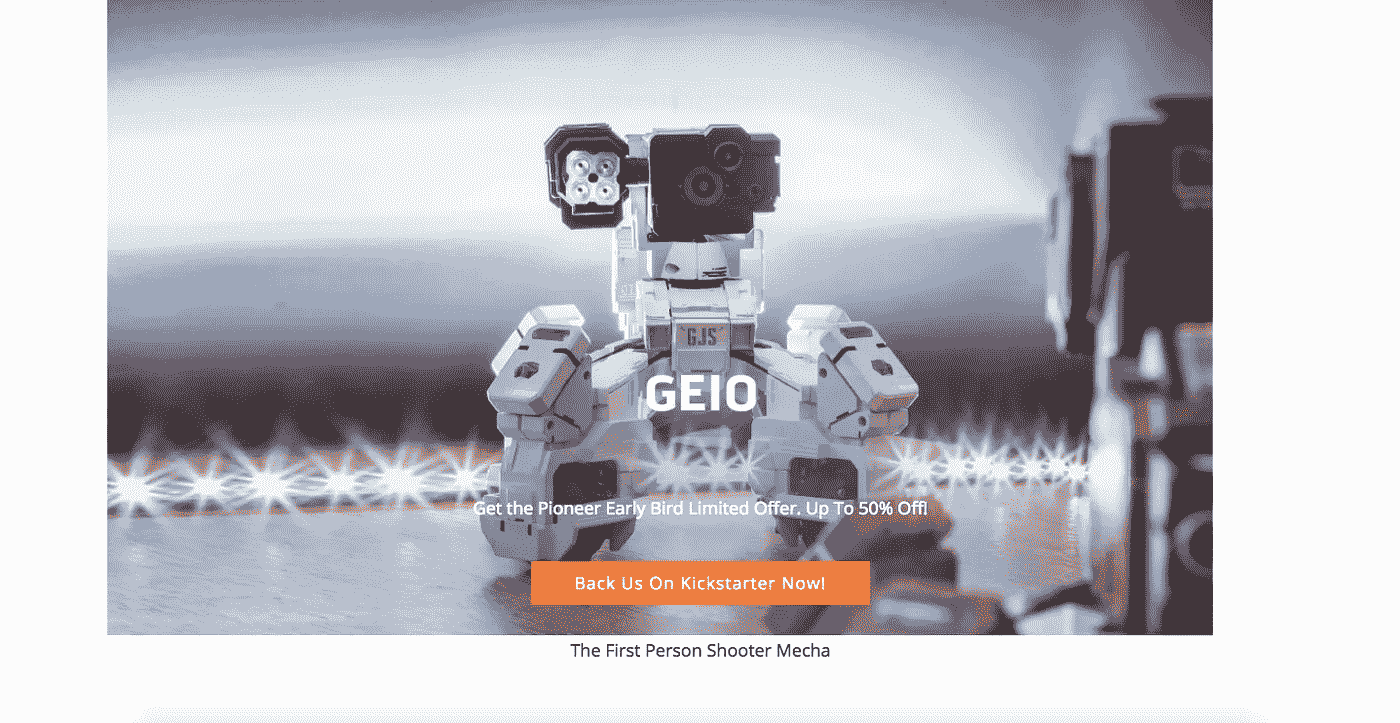 GJS
GEIO
Get the Pioneer Early Bird Limited Offer. Up To 50% Off!
Back Us On Kickstarter Now!
The First Person Shooter Mecha